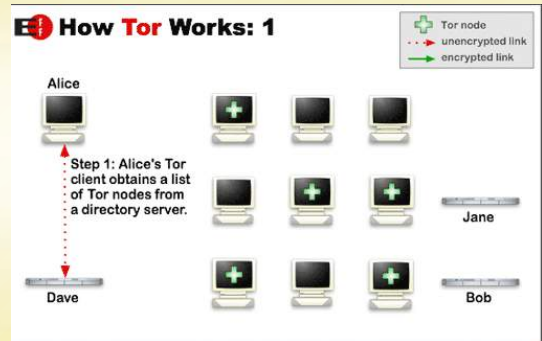 EFF How Tor Works: 1
Tor node
unencrypted link
encrypted link
Alice
Step 1: Alice's Tor
client obtains a list
of Tor nodes from
a directory server.
Jane
Dave
Bob